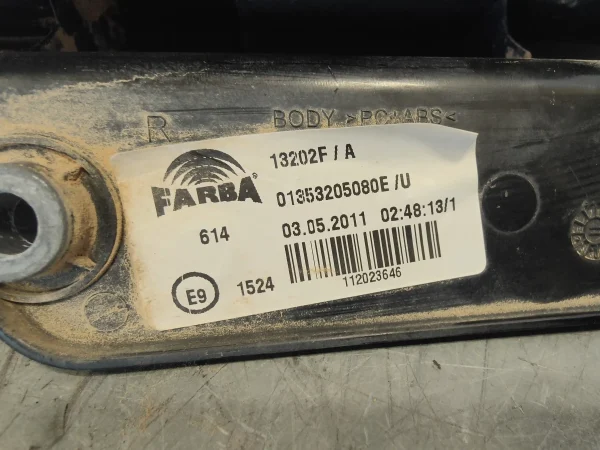 R BODY >PC+ABS<
13202F / A
FARBA
01353205080E /U
614
03.05.2011 02:48:13/1
E9
1524
112023646